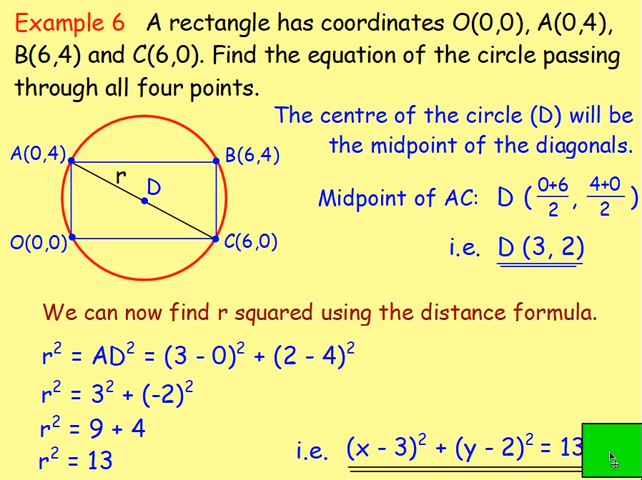 Example 6 A rectangle has coordinates O(0,0), A(0,4),
B(6,4) and C(6,0). Find the equation of the circle passing
through all four points.
The centre of the circle (D) will be
the midpoint of the diagonals.
A(0,4)
B(6,4)
r
D
O(0,0)
C(6,0)
Midpoint of AC: D (0+6/2, 4+0/2)
i.e. D (3, 2)
We can now find r squared using the distance formula.
r² = AD² = (3 - 0)² + (2 - 4)²
r² = 3² + (-2)²
r² = 9 + 4
r² = 13
i.e. (x - 3)² + (y - 2)² = 13